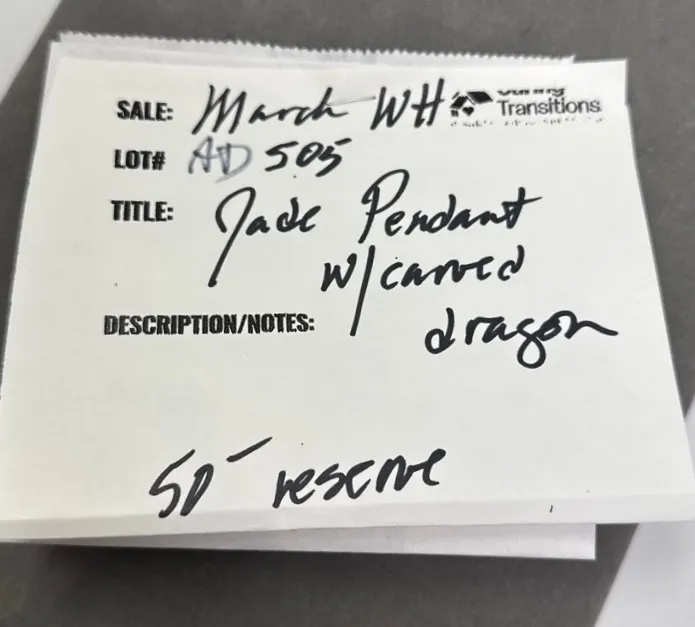 SALE: March WH Transitions
LOT# AD 505
TITLE: Jade Pendant
w/carved
DESCRIPTION/NOTES: dragon
50- reserve